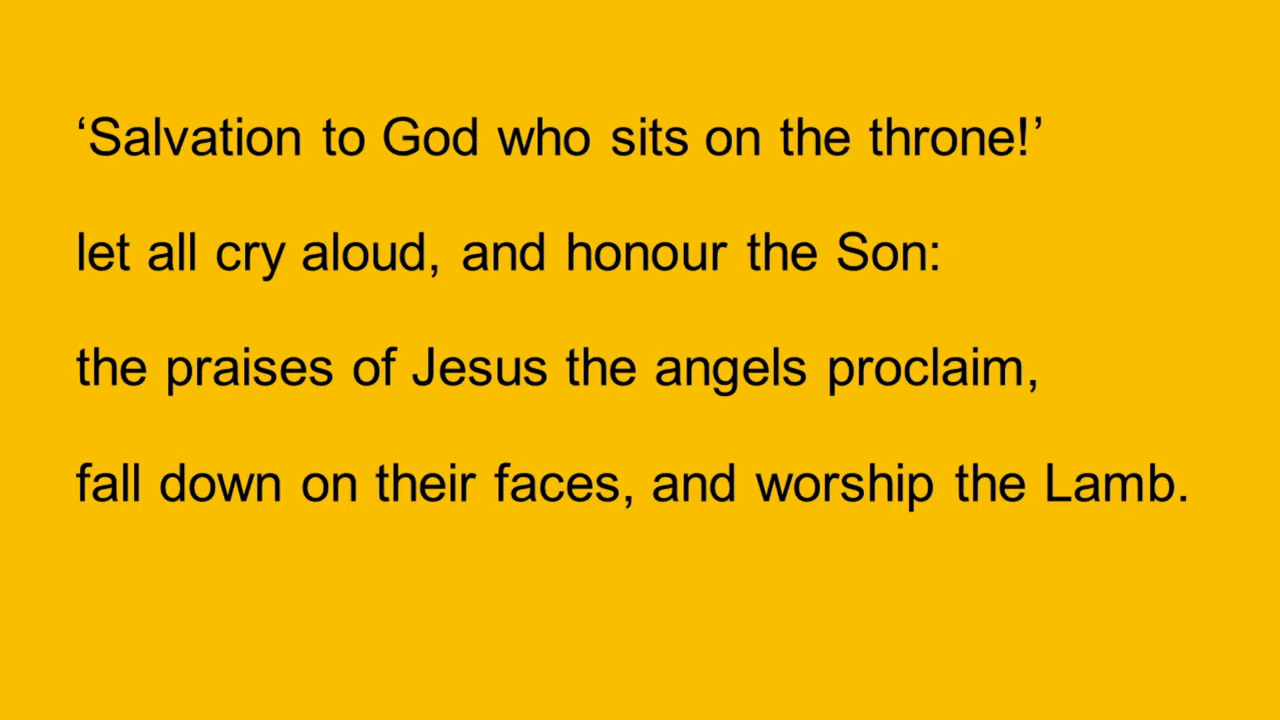 ‘Salvation to God who sits on the throne!’
let all cry aloud, and honour the Son:
the praises of Jesus the angels proclaim,
fall down on their faces, and worship the Lamb.